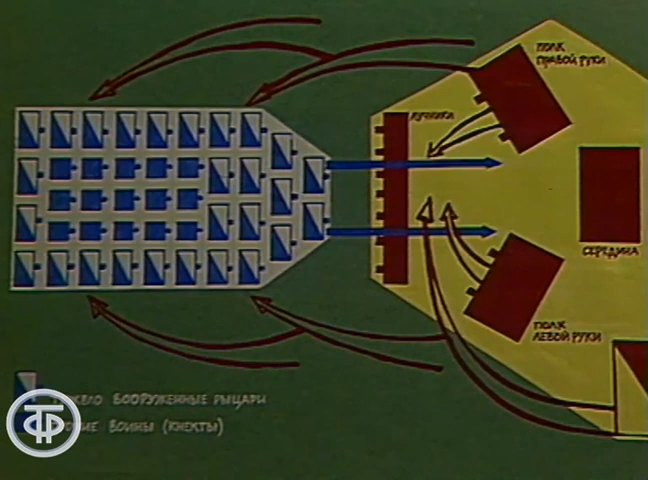 ПОЛК
ПРАВОЙ РУКИ
ЛУЧНИКИ
СЕРЕДИНА
ПОЛК
ЛЕВОЙ РУКИ
ВООРУЖЕННЫЕ РЫЦАРИ
ВОИНЫ (КНЕХТЫ)